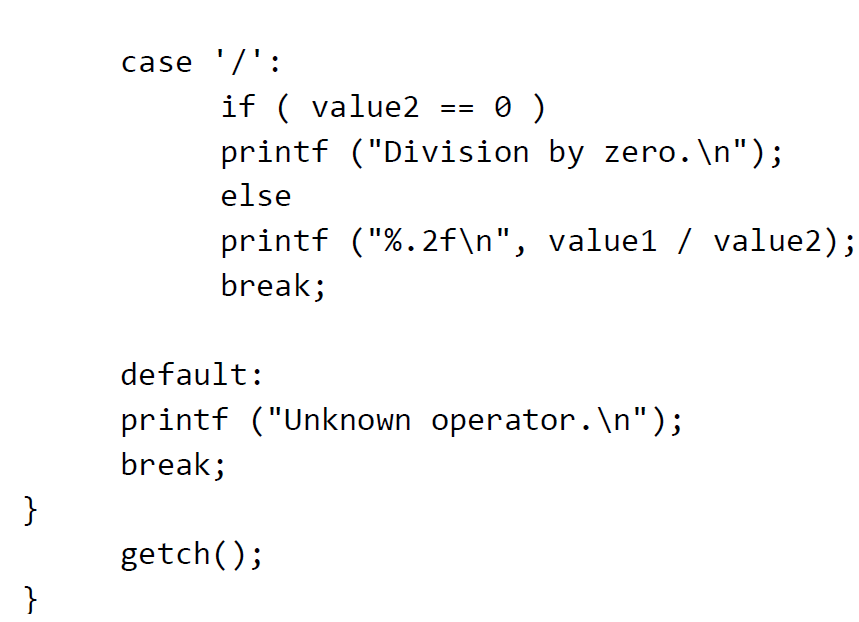 case '/':
if ( value2 == 0 )
printf ("Division by zero.\n");
else
printf ("%.2f\n", value1 / value2);
break;
default:
printf ("Unknown operator.\n");
break;
}
getch();
}